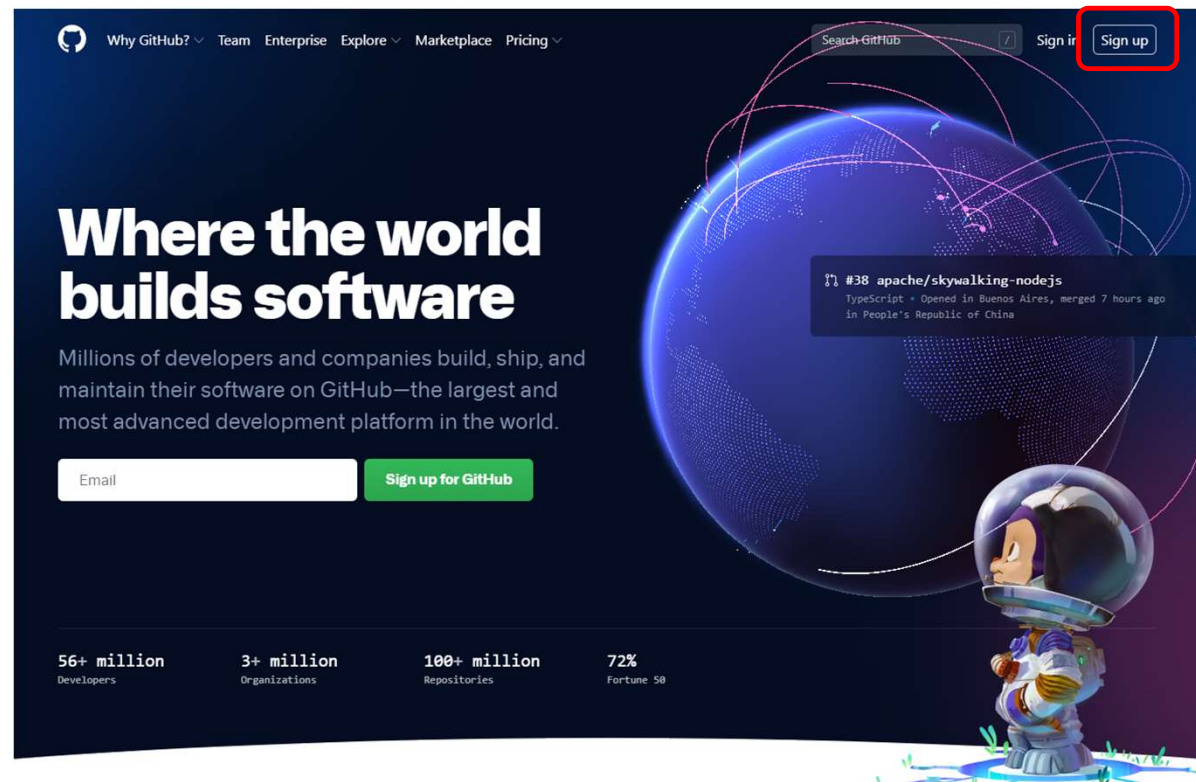 Why GitHub? Team Enterprise Explore Marketplace Pricing
Search GitHub / Sign in Sign up
Where the world
builds software
Millions of developers and companies build, ship, and
maintain their software on GitHub—the largest and
most advanced development platform in the world.
Email Sign up for GitHub
#38 apache/skywalking-nodejs
TypeScript • Opened in Buenos Aires, merged 7 hours ago
in People's Republic of China
56+ million
Developers
3+ million
Organizations
100+ million
Repositories
72%
Fortune 50